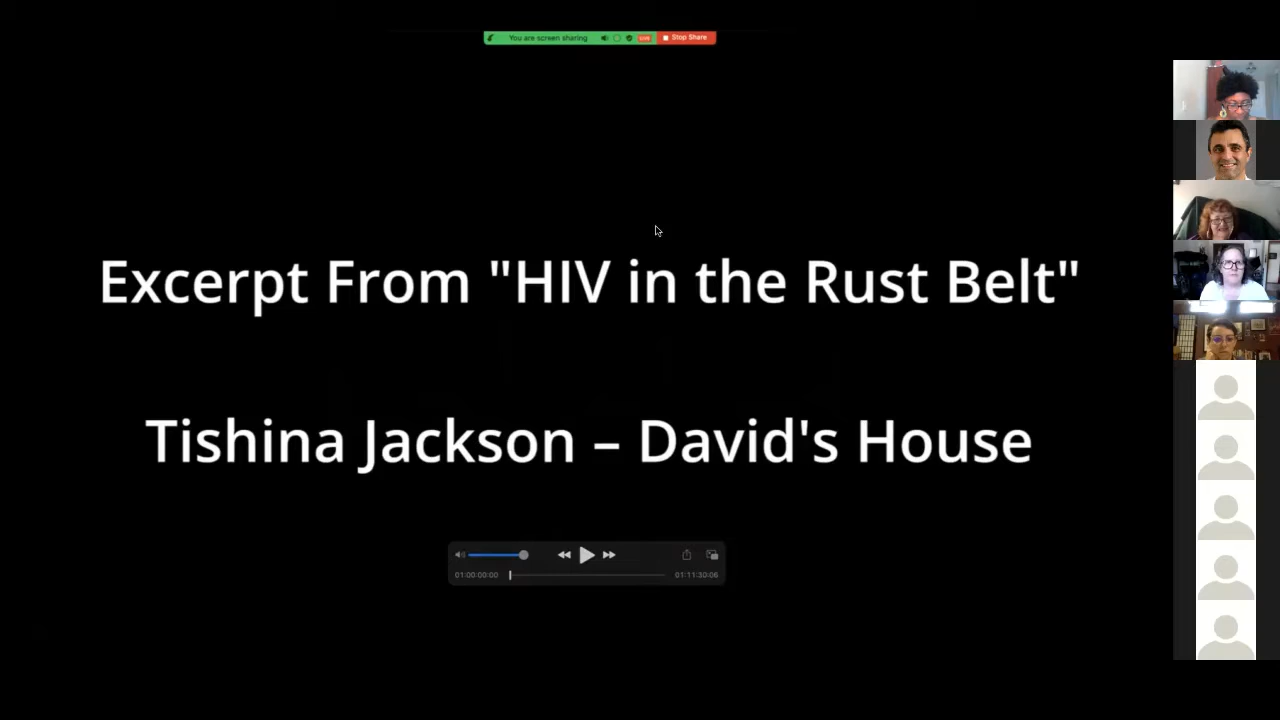 You are screen sharing
Stop Share
Excerpt From "HIV in the Rust Belt"
Tishina Jackson – David's House
01:00:00:00
01:11:30:06